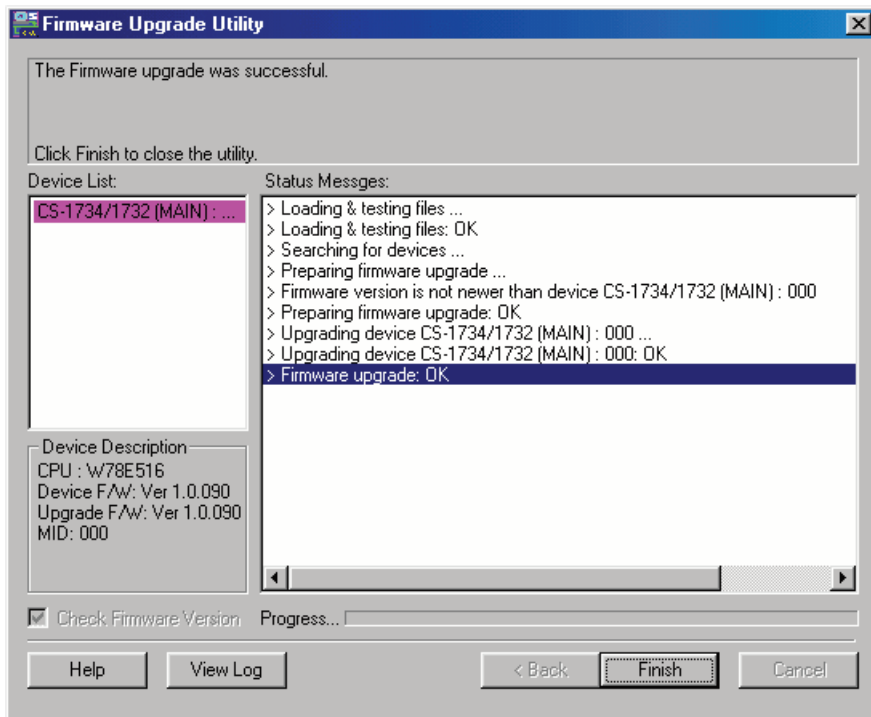 Firmware Upgrade Utility
The Firmware upgrade was successful.
Click Finish to close the utility.
Device List:
CS-1734/1732 (MAIN) : ...
Status Messges:
> Loading & testing files ...
> Loading & testing files: OK
> Searching for devices ...
> Preparing firmware upgrade ...
> Firmware version is not newer than device CS-1734/1732 (MAIN) : 000
> Preparing firmware upgrade: OK
> Upgrading device CS-1734/1732 (MAIN) : 000 ...
> Upgrading device CS-1734/1732 (MAIN) : 000: OK
> Firmware upgrade: OK
Device Description
CPU : W78E516
Device F/W: Ver 1.0.090
Upgrade F/W: Ver 1.0.090
MID: 000
Check Firmware Version
Progress...
Help
View Log
< Back
Finish
Cancel